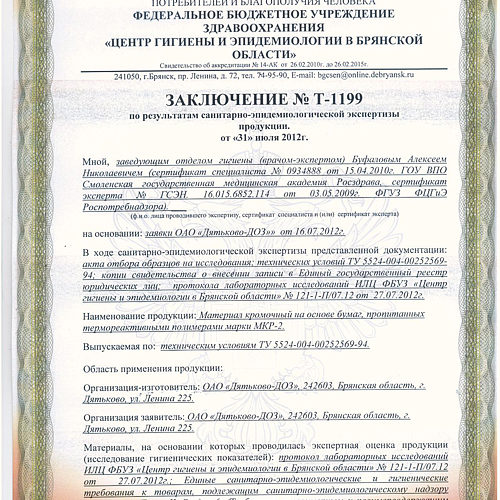 ПОТРЕБИТЕЛЕЙ И БЛАГОПОЛУЧИЯ ЧЕЛОВЕКА
ФЕДЕРАЛЬНОЕ БЮДЖЕТНОЕ УЧРЕЖДЕНИЕ
ЗДРАВООХРАНЕНИЯ
«ЦЕНТР ГИГИЕНЫ И ЭПИДЕМИОЛОГИИ В БРЯНСКОЙ
ОБЛАСТИ»
Свидетельство об аккредитации № 14-АК от 26.02.2010г. до 26.02.2015г.
241050, г.Брянск, пр. Ленина, д. 72, тел. 74-95-90, E-mail: bgcsen@online.debryansk.ru
ЗАКЛЮЧЕНИЕ № Т-1199
по результатам санитарно-эпидемиологической экспертизы
продукции.
от «31» июля 2012г.
Мной, заведующим отделом гигиены (врачом-экспертом) Буфаловым Алексеем
Николаевичем (сертификат специалиста № 0934888 от 15.04.2010г. ГОУ ВПО
Смоленская государственная медицинская академия Росздрава, сертификат
эксперта № ГСЭН. 16.015.6852.114 от 03.05.2009г. ФГУЗ ФЦГиЭ
Роспотребнадзора).
(ф.и.о. лица проводившего экспертизу, сертификат специалиста и (или) сертификат эксперта)
на основании: заявки ОАО «Дятьково-ДОЗ»» от 16.07.2012г.
В ходе санитарно-эпидемиологической экспертизы представленной документации:
акта отбора образцов на исследования; технических условий ТУ 5524-004-00252569-
94; копии свидетельства о внесении записи в Единый государственный реестр
юридических лиц; протокола лабораторных исследований ИЛЦ ФБУЗ «Центр
гигиены и эпидемиологии в Брянской области» № 121-1-П/07.12 от 27.07.2012г.
Наименование продукции: Материал кромочный на основе бумаг, пропитанных
термореактивными полимерами марки МКР-2.
Выпускаемая по: техническим условиям ТУ 5524-004-00252569-94.
Область применения продукции:
Организация-изготовитель: ОАО «Дятьково-ДОЗ», 242603, Брянская область, г.
Дятьково, ул. Ленина 225.
Организация заявитель: ОАО «Дятьково-ДОЗ», 242603, Брянская область, г.
Дятьково, ул. Ленина 225.
Материалы, на основании которых проводилась экспертная оценка продукции
(исследование гигиенических показателей): протокол лабораторных исследований
ИЛЦ ФБУЗ «Центр гигиены и эпидемиологии в Брянской области» № 121-1-П/07.12
от 27.07.2012г.; Единые санитарно-эпидемиологические и гигиенические
требования к товарам, подлежащим санитарно-эпидемиологическому надзору